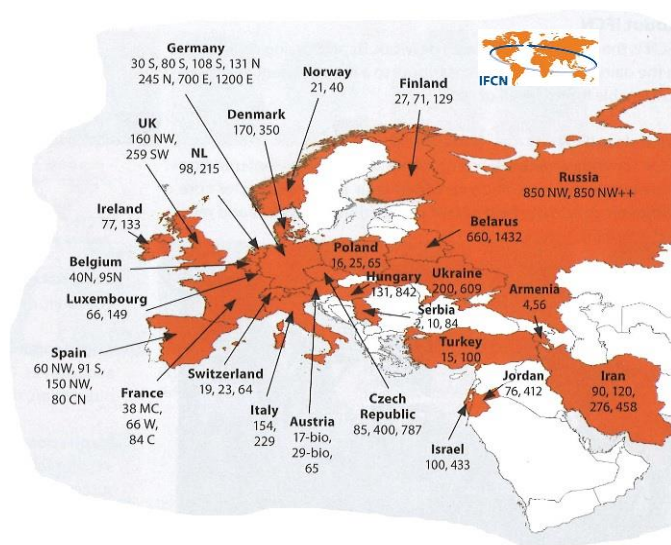 Germany
30 S, 80 S, 108 S, 131 N
245 N, 700 E, 1200 E
Norway
21, 40
IFCN
Finland
27, 71, 129
Denmark
170, 350
UK
160 NW,
259 SW
NL
98, 215
Russia
850 NW, 850 NW++
Ireland
77, 133
Belarus
660, 1432
Poland
16, 25, 65
Belgium
40N, 95N
Hungary
131, 842
Ukraine
200, 609
Armenia
4,56
Luxembourg
66, 149
Serbia
2, 10, 84
Turkey
15, 100
Spain
60 NW, 91 S,
150 NW,
80 CN
France
38 MC,
66 W,
84 C
Switzerland
19, 23, 64
Italy
154,
229
Austria
17-bio,
29-bio,
65
Czech
Republic
85, 400, 787
Jordan
76, 412
Israel
100, 433
Iran
90, 120,
276, 458